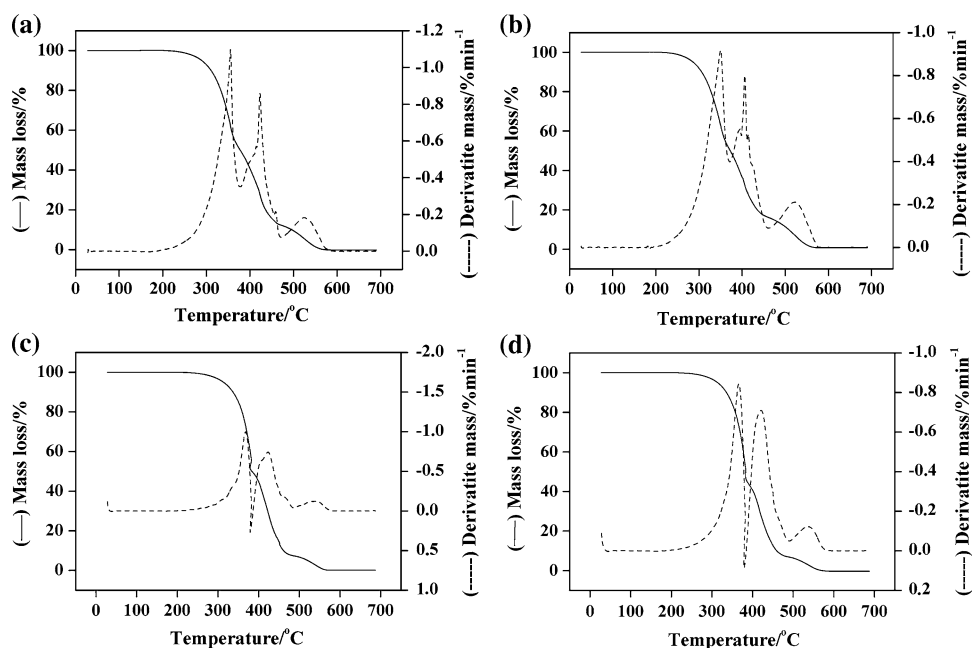 (a)
(——) Mass loss/%
100
80
60
40
20
0
-1.2
-1.0
-0.8
-0.6
-0.4
-0.2
0.0
(----) Derivatite mass/%min-1
0 100 200 300 400 500 600 700
Temperature/oC
(b)
(——) Mass loss/%
100
80
60
40
20
0
-1.0
-0.8
-0.6
-0.4
-0.2
0.0
(----) Derivatite mass/%min-1
0 100 200 300 400 500 600 700
Temperature/oC
(c)
(——) Mass loss/%
100
80
60
40
20
0
-2.0
-1.5
-1.0
-0.5
0.0
0.5
1.0
(----) Derivatite mass/%min-1
0 100 200 300 400 500 600 700
Temperature/oC
(d)
(——) Mass loss/%
100
80
60
40
20
0
-1.0
-0.8
-0.6
-0.4
-0.2
0.0
0.2
(----) Derivatite mass/%min-1
0 100 200 300 400 500 600 700
Temperature/oC